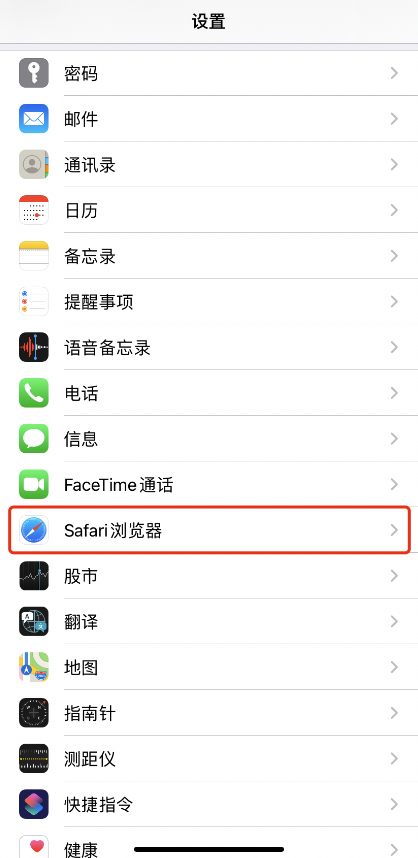 设置
密码
邮件
通讯录
日历
备忘录
提醒事项
语音备忘录
电话
信息
FaceTime通话
Safari浏览器
股市
翻译
地图
指南针
测距仪
快捷指令
健康